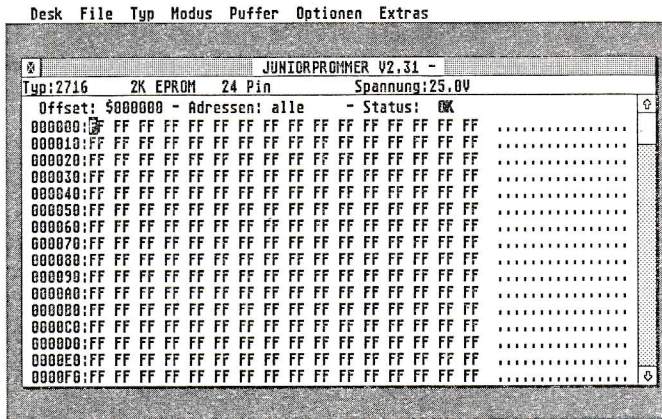 Desk File Typ Modus Puffer Optionen Extras
JUNIORPROMMER V2.31 -
Typ:2716 2K EPROM 24 Pin Spannung:25.0V
Offset: $000000 - Adressen: alle - Status: OK
000000:FF FF FF FF FF FF FF FF FF FF FF FF FF FF FF FF ................
000010:FF FF FF FF FF FF FF FF FF FF FF FF FF FF FF FF ................
000020:FF FF FF FF FF FF FF FF FF FF FF FF FF FF FF FF ................
000030:FF FF FF FF FF FF FF FF FF FF FF FF FF FF FF FF ................
000040:FF FF FF FF FF FF FF FF FF FF FF FF FF FF FF FF ................
000050:FF FF FF FF FF FF FF FF FF FF FF FF FF FF FF FF ................
000060:FF FF FF FF FF FF FF FF FF FF FF FF FF FF FF FF ................
000070:FF FF FF FF FF FF FF FF FF FF FF FF FF FF FF FF ................
000080:FF FF FF FF FF FF FF FF FF FF FF FF FF FF FF FF ................
000090:FF FF FF FF FF FF FF FF FF FF FF FF FF FF FF FF ................
0000A0:FF FF FF FF FF FF FF FF FF FF FF FF FF FF FF FF ................
0000B0:FF FF FF FF FF FF FF FF FF FF FF FF FF FF FF FF ................
0000C0:FF FF FF FF FF FF FF FF FF FF FF FF FF FF FF FF ................
0000D0:FF FF FF FF FF FF FF FF FF FF FF FF FF FF FF FF ................
0000E0:FF FF FF FF FF FF FF FF FF FF FF FF FF FF FF FF ................
0000F0:FF FF FF FF FF FF FF FF FF FF FF FF FF FF FF FF ................